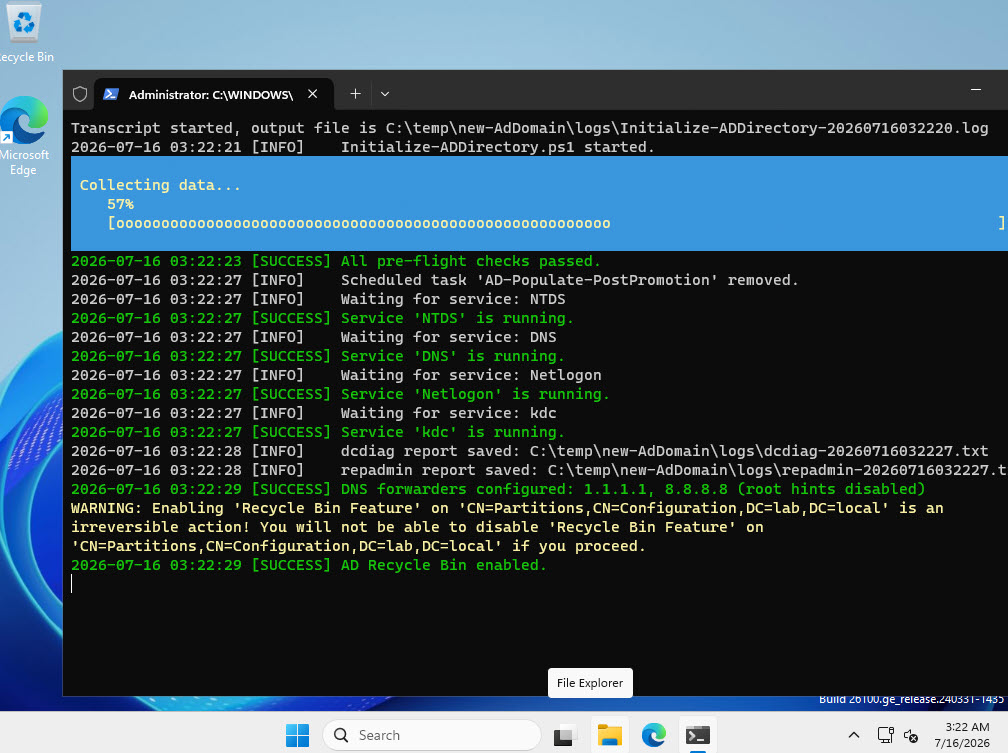 ecycle Bin
Microsoft
Edge
Administrator: C:\WINDOWS\
Transcript started, output file is C:\temp\new-AdDomain\logs\Initialize-ADDirectory-20260716032220.log
2026-07-16 03:22:21 [INFO]    Initialize-ADDirectory.ps1 started.
Collecting data...
57%
[ooooooooooooooooooooooooooooooooooooooooooooooooooooooo                                           ]
2026-07-16 03:22:23 [SUCCESS] All pre-flight checks passed.
2026-07-16 03:22:27 [INFO]    Scheduled task 'AD-Populate-PostPromotion' removed.
2026-07-16 03:22:27 [INFO]    Waiting for service: NTDS
2026-07-16 03:22:27 [SUCCESS] Service 'NTDS' is running.
2026-07-16 03:22:27 [INFO]    Waiting for service: DNS
2026-07-16 03:22:27 [SUCCESS] Service 'DNS' is running.
2026-07-16 03:22:27 [INFO]    Waiting for service: Netlogon
2026-07-16 03:22:27 [SUCCESS] Service 'Netlogon' is running.
2026-07-16 03:22:27 [INFO]    Waiting for service: kdc
2026-07-16 03:22:27 [SUCCESS] Service 'kdc' is running.
2026-07-16 03:22:28 [INFO]    dcdiag report saved: C:\temp\new-AdDomain\logs\dcdiag-20260716032227.txt
2026-07-16 03:22:28 [INFO]    repadmin report saved: C:\temp\new-AdDomain\logs\repadmin-20260716032227.t
2026-07-16 03:22:29 [SUCCESS] DNS forwarders configured: 1.1.1.1, 8.8.8.8 (root hints disabled)
WARNING: Enabling 'Recycle Bin Feature' on 'CN=Partitions,CN=Configuration,DC=lab,DC=local' is an
irreversible action! You will not be able to disable 'Recycle Bin Feature' on
'CN=Partitions,CN=Configuration,DC=lab,DC=local' if you proceed.
2026-07-16 03:22:29 [SUCCESS] AD Recycle Bin enabled.
File Explorer
Build 26100.ge_release.240331-1435
Search
3:22 AM
7/16/2026